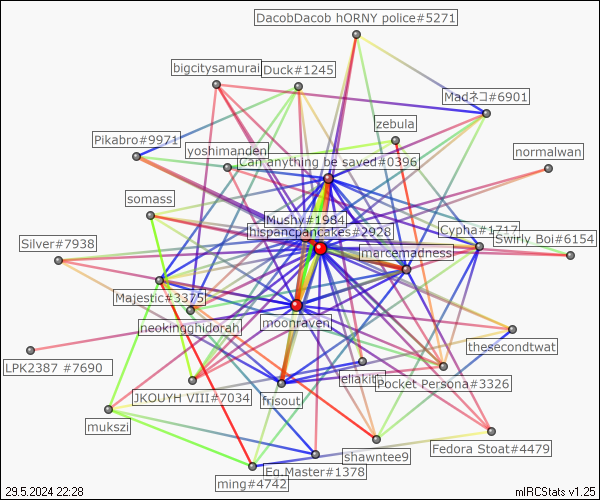 DacobDacob hORNY police#5271
bigcitysamurai
Duck#1245
Madネコ#6901
zebula
Pikabro#9971
yoshimanden
normalwan
Can anything be saved#0396
somass
Mushy#1984
hispancpancakes#2928
Cypha#1717
Swirly Boi#6154
Silver#7938
marcemadness
Majestic#3375
neokingghidorah
moonraven
thesecondtwat
LPK2387 #7690
eliakith
Pocket Persona#3326
JKOUYH VIII#7034
frisout
mukszi
shawntee9
Fedora Stoat#4479
Eg.Master#1378
ming#4742
29.5.2024 22:28
mIRCStats v1.25